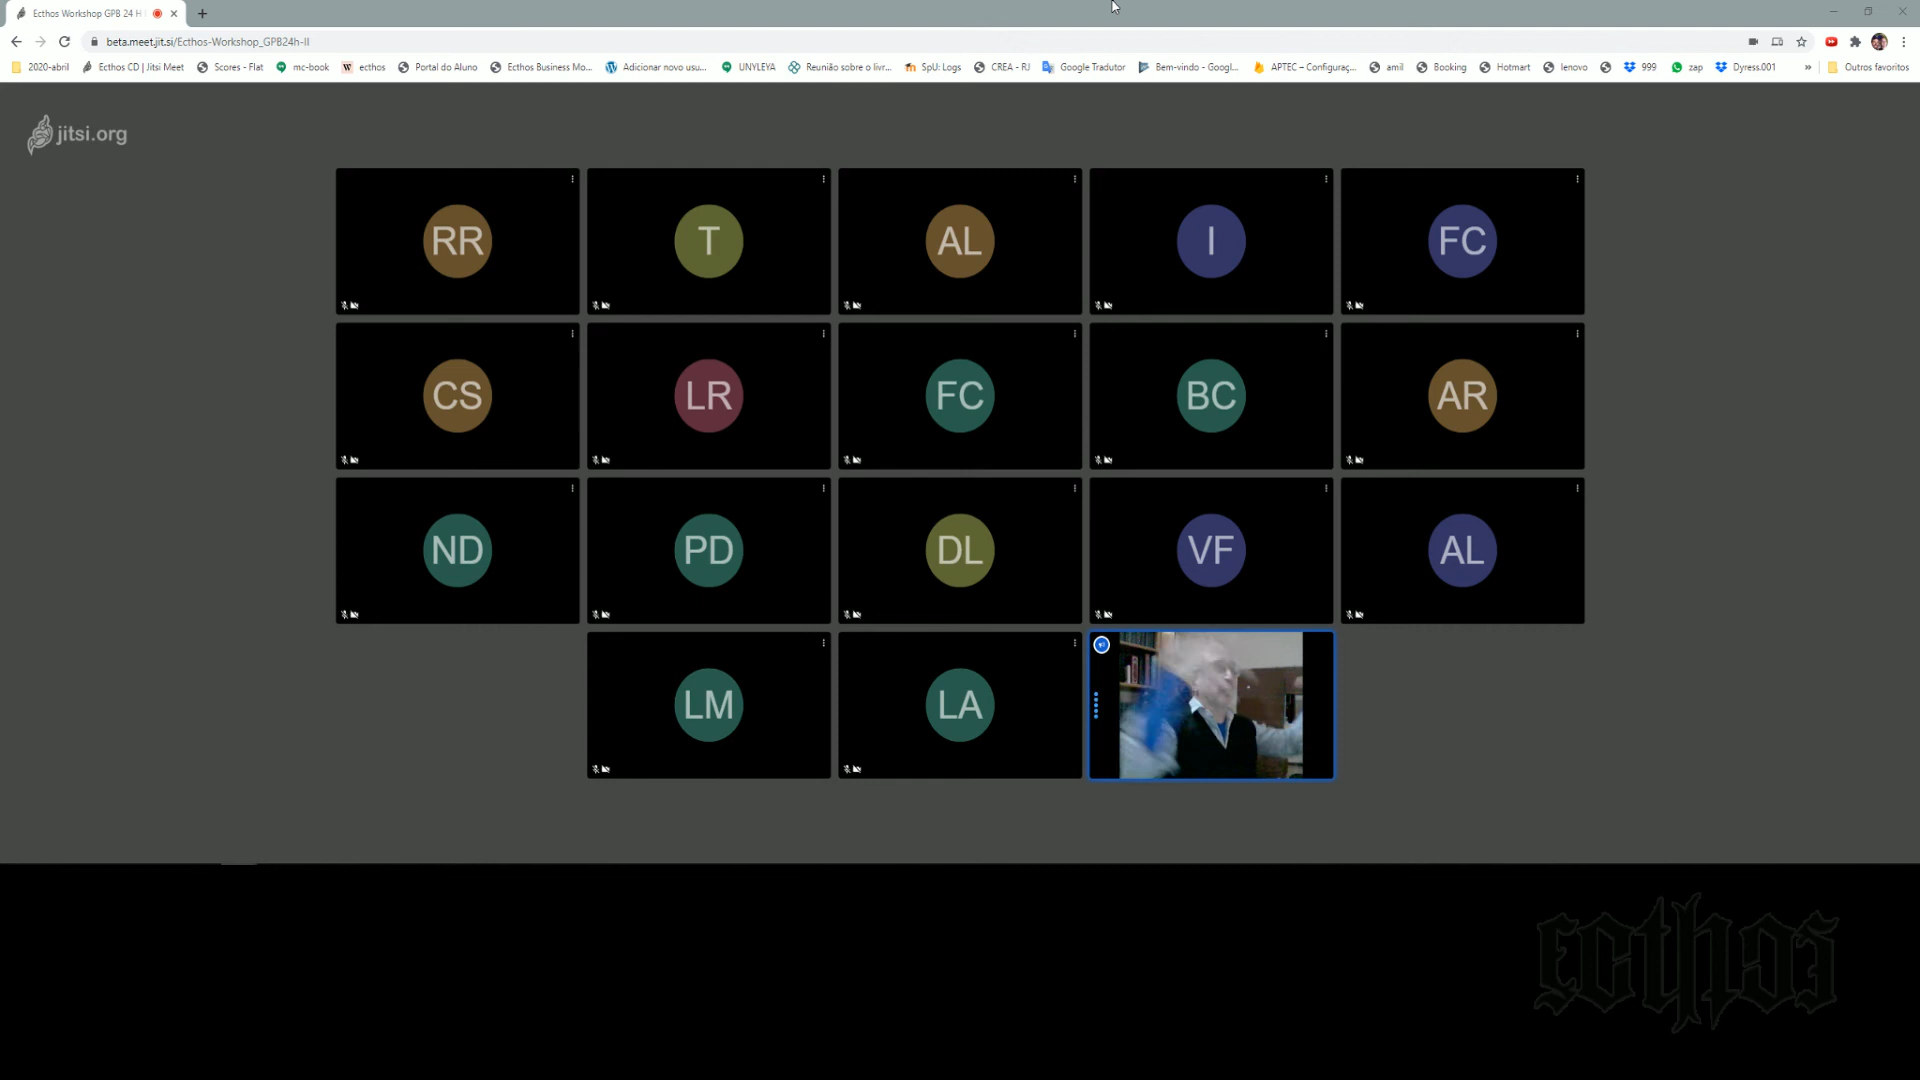 Ecthos Workshop GPB 24 H
beta.meet.jit.si/Ecthos-Workshop_GPB24h-II
2020-abril Ecthos CD | Jitsi Meet Scores - Flat mc-book ecthos Portal do Aluno Ecthos Business Mo... Adicionar novo usu... UNYLEYA Reunião sobre o livr... SpU: Logs CREA - RJ Google Tradutor Bem-vindo - Googl... APTEC – Configuraç... amil Booking Hotmart lenovo 999 zap Dyress.001 » Outros favoritos
jitsi.org
RR T AL I FC
CS LR FC BC AR
ND PD DL VF AL
LM LA
Ecthos